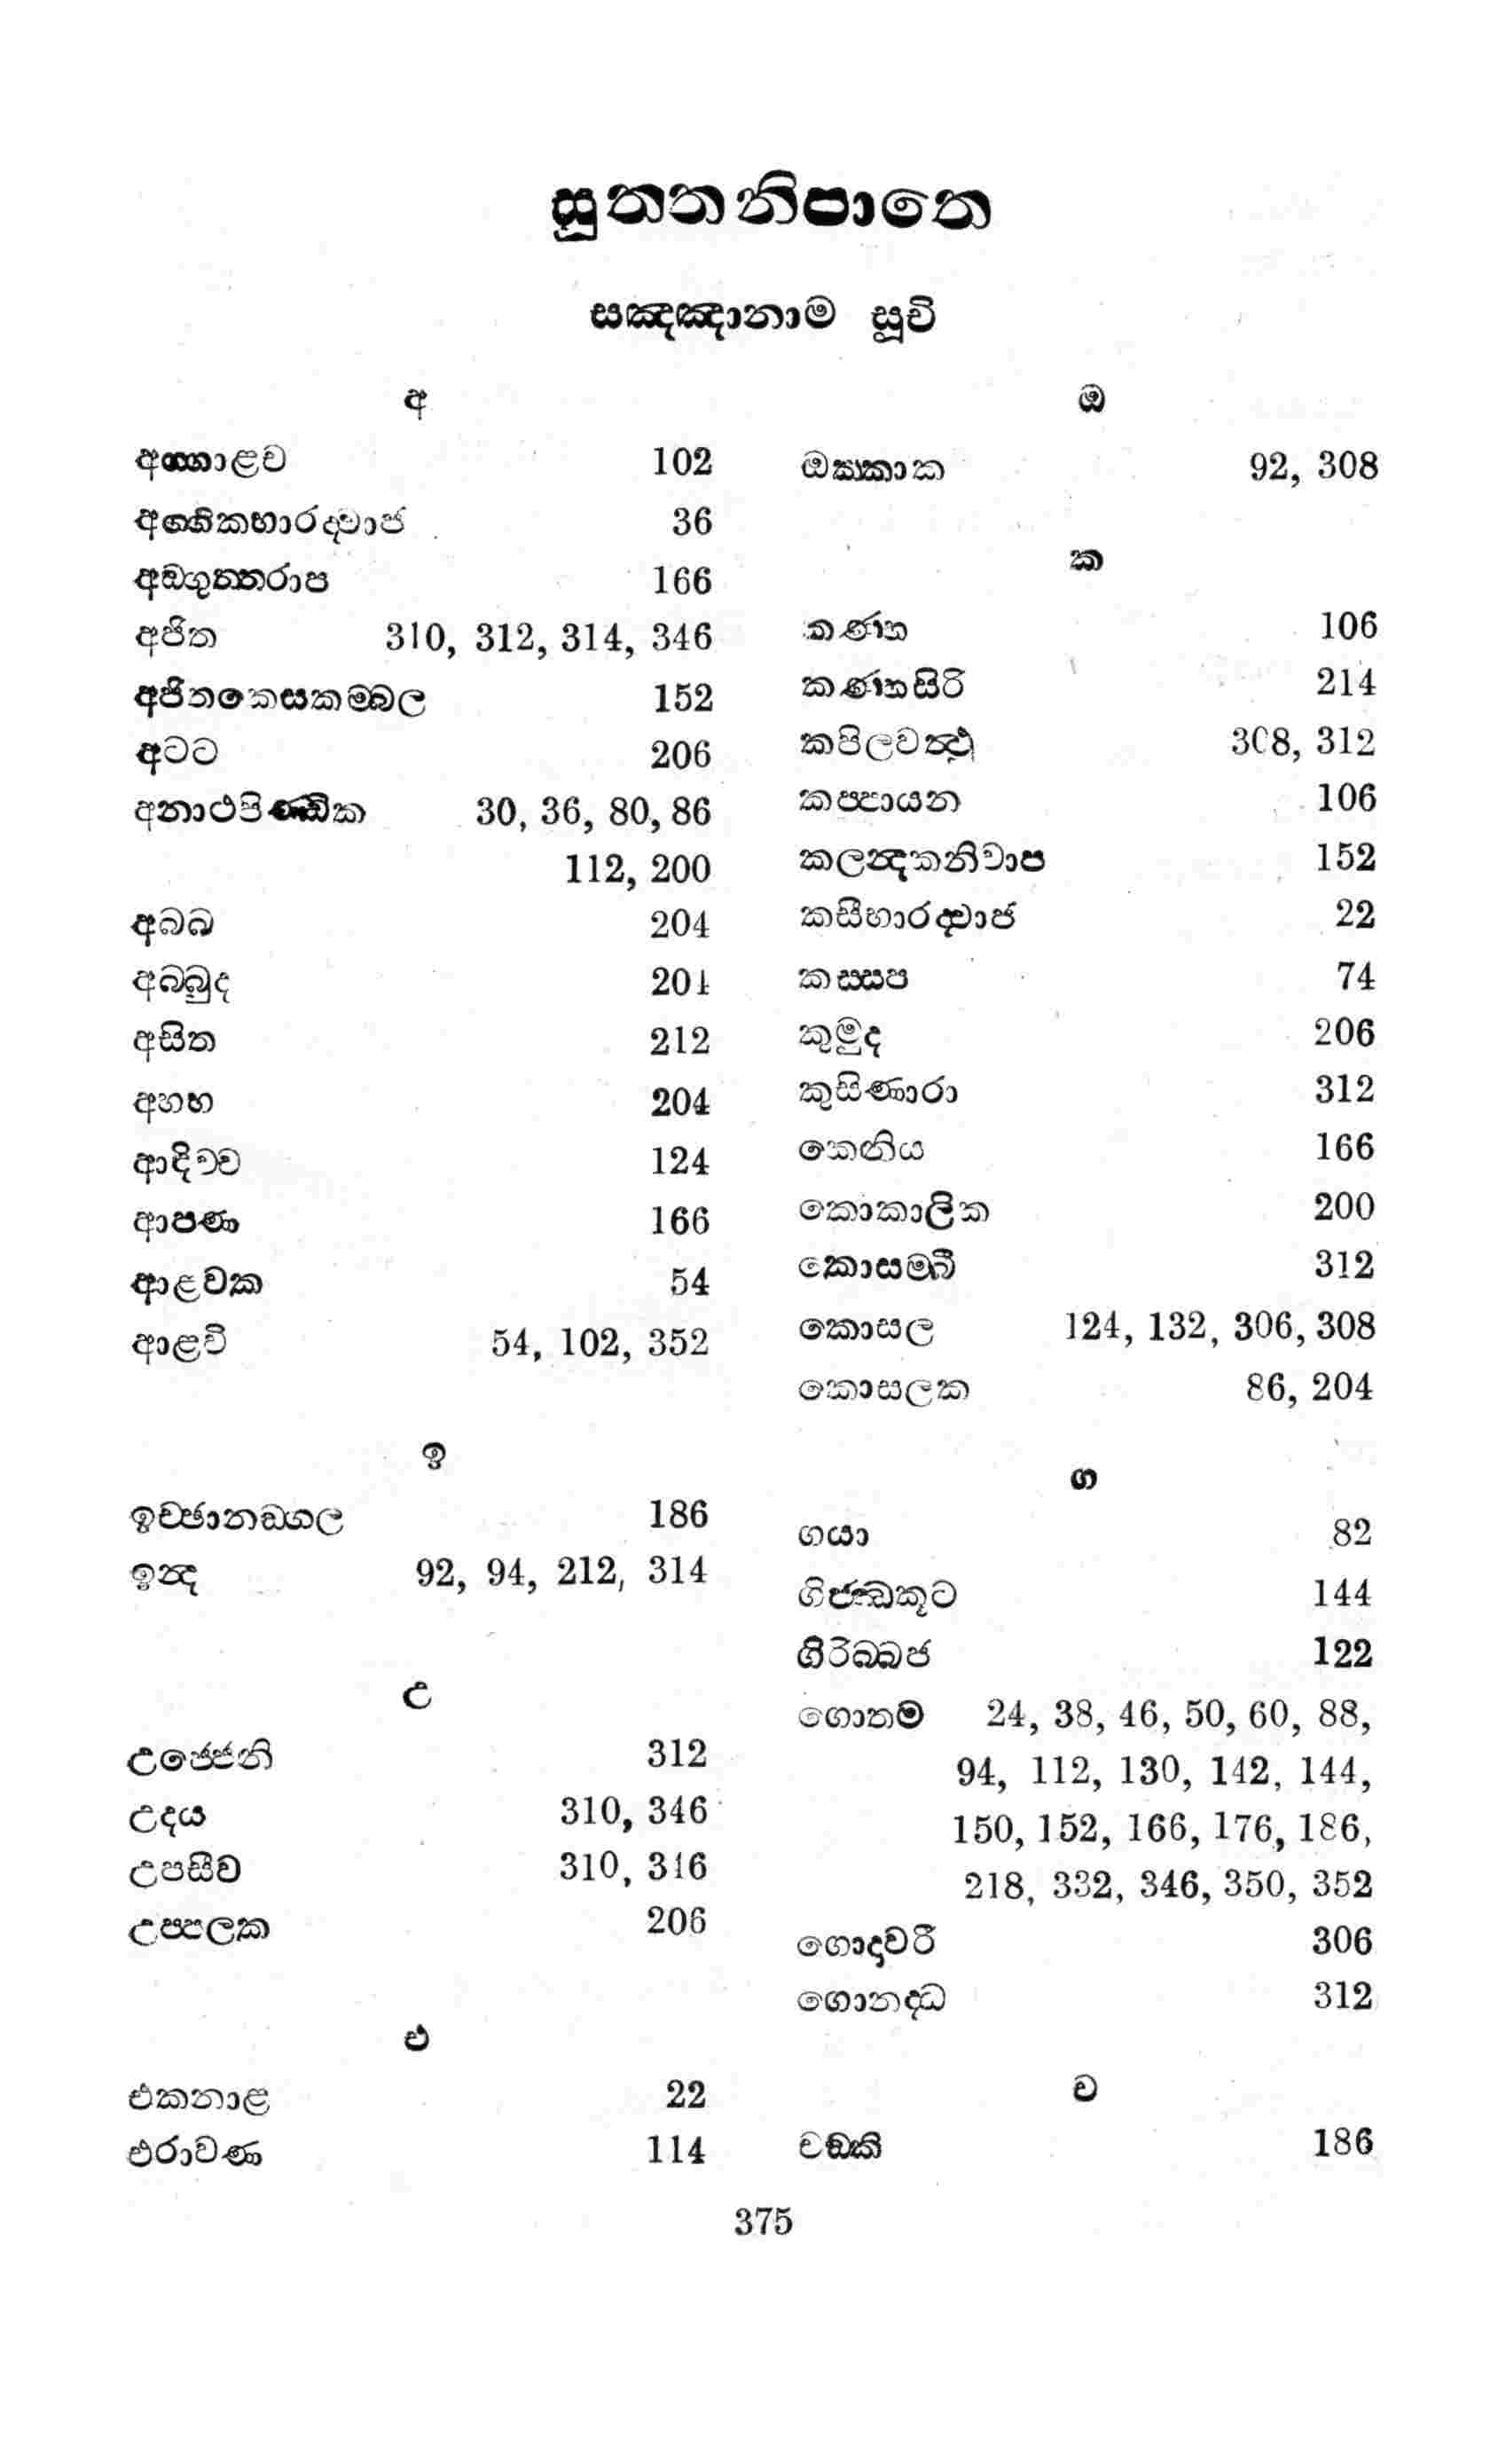 සුත්තනිපාතෙ
සඤ්ඤානාම සූචි
අ
අග්ගාළව 102
අග්ගිකභාරද්වාජ 36
අඞ්ගුත්තරාප 166
අජිත 310, 312, 314, 346
අජිතකෙසකම්බල 152
අටට 206
අනාථපිණ්ඩික 30, 36, 80, 86
112, 200
අබබ 204
අබ්බුද 204
අසිත 212
අහහ 204
ආදිච්ච 124
ආපණ 166
ආළවක 54
ආළවි 54, 102, 352
ඉ
ඉච්ඡානඞ්ගල 186
ඉන්ද 92, 94, 212, 314
උ
උජ්ජෙනි 312
උදය 310, 346
උපසීව 310, 316
උප්පලක 206
එ
එකනාළ 22
එරාවණ 114
ඔ
ඔක්කාක 92, 308
ක
කණ්හ 106
කණ්හසිරි 214
කපිලවත්ථු 308, 312
කප්පායන 106
කලන්දකනිවාප 152
කසීභාරද්වාජ 22
කස්සප 74
කුමුද 206
කුසිණාරා 312
කෙණිය 166
කොකාලික 200
කොසම්බී 312
කොසල 124, 132, 306, 308
කොසලක 86, 204
ග
ගයා 82
ගිජ්ඣකූට 144
ගිරිබ්බජ 122
ගොතම 24, 38, 46, 50, 60, 88,
94, 112, 130, 142, 144,
150, 152, 166, 176, 186,
218, 332, 346, 350, 352
ගොදාවරී 306
ගොනද්ධ 312
ච
චඞ්කි 186
375